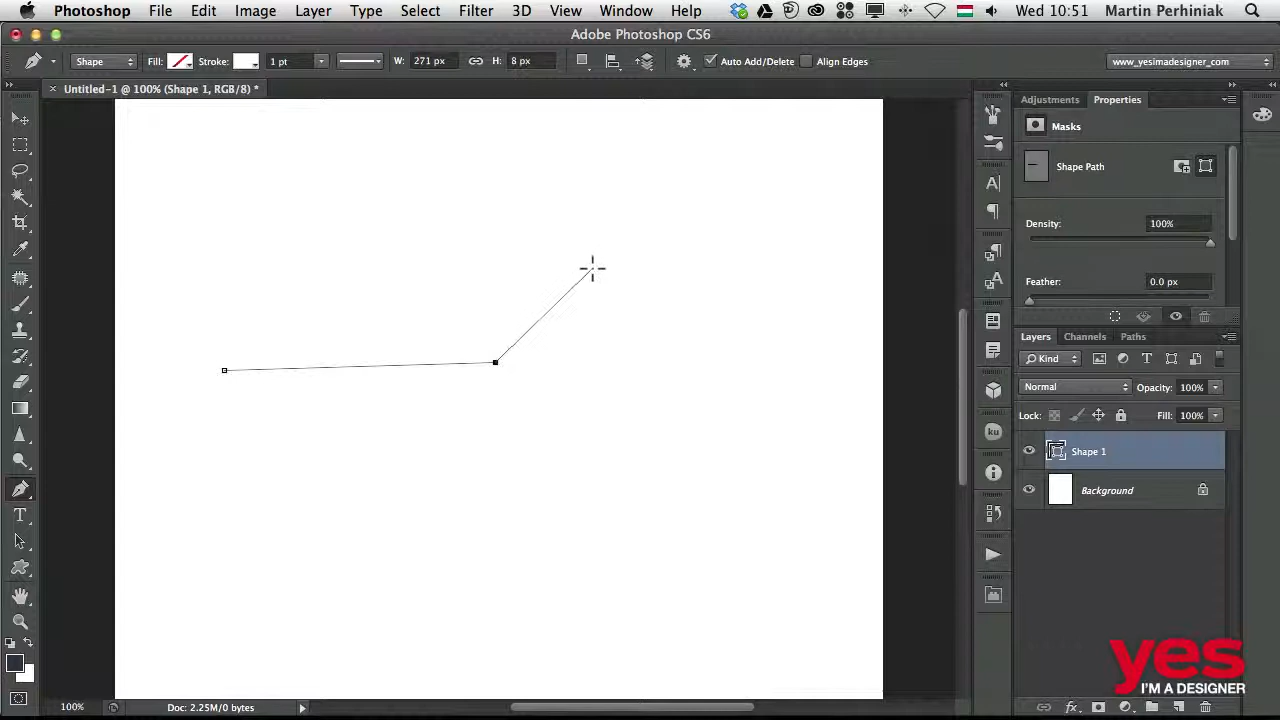 Photoshop File Edit Image Layer Type Select Filter 3D View Window Help Wed 10:51 Martin Perhiniak
Adobe Photoshop CS6
Shape Fill: Stroke: 1 pt W: 271 px H: 8 px Auto Add/Delete Align Edges www_yesimadesigner_com
Untitled-1 @ 100% (Shape 1, RGB/8) *
Adjustments Properties
Masks
Shape Path
Density: 100%
Feather: 0.0 px
Layers Channels Paths
Kind
Normal Opacity: 100%
Lock: Fill: 100%
Shape 1
Background
yes
I'M A DESIGNER
100% Doc: 2.25M/0 bytes